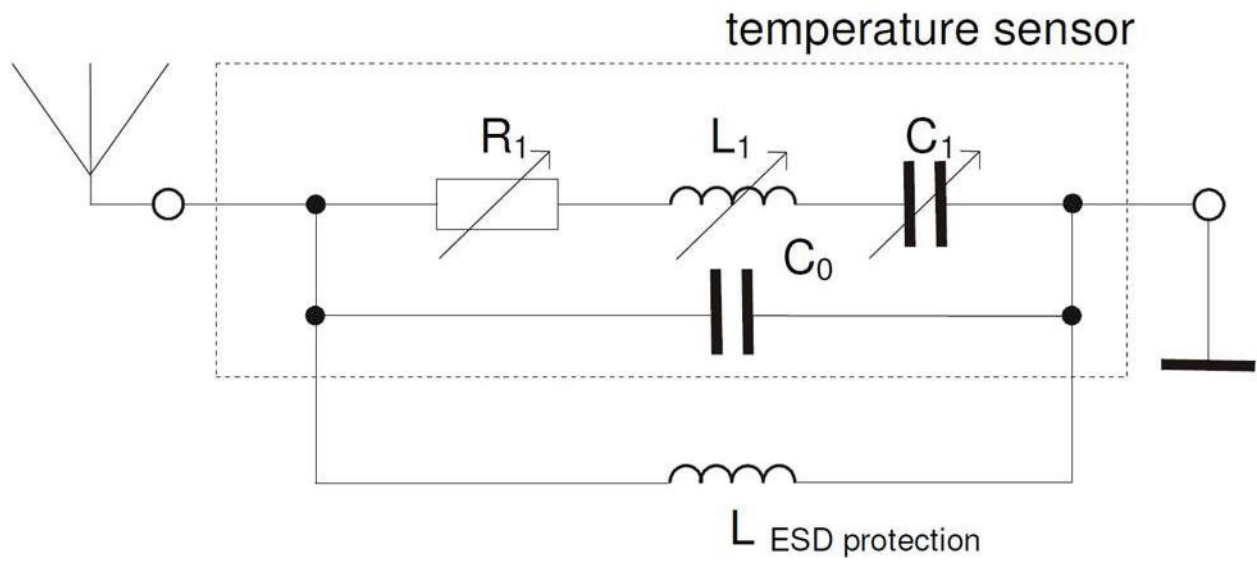 temperature sensor
R1
L1
C1
C0
L ESD protection